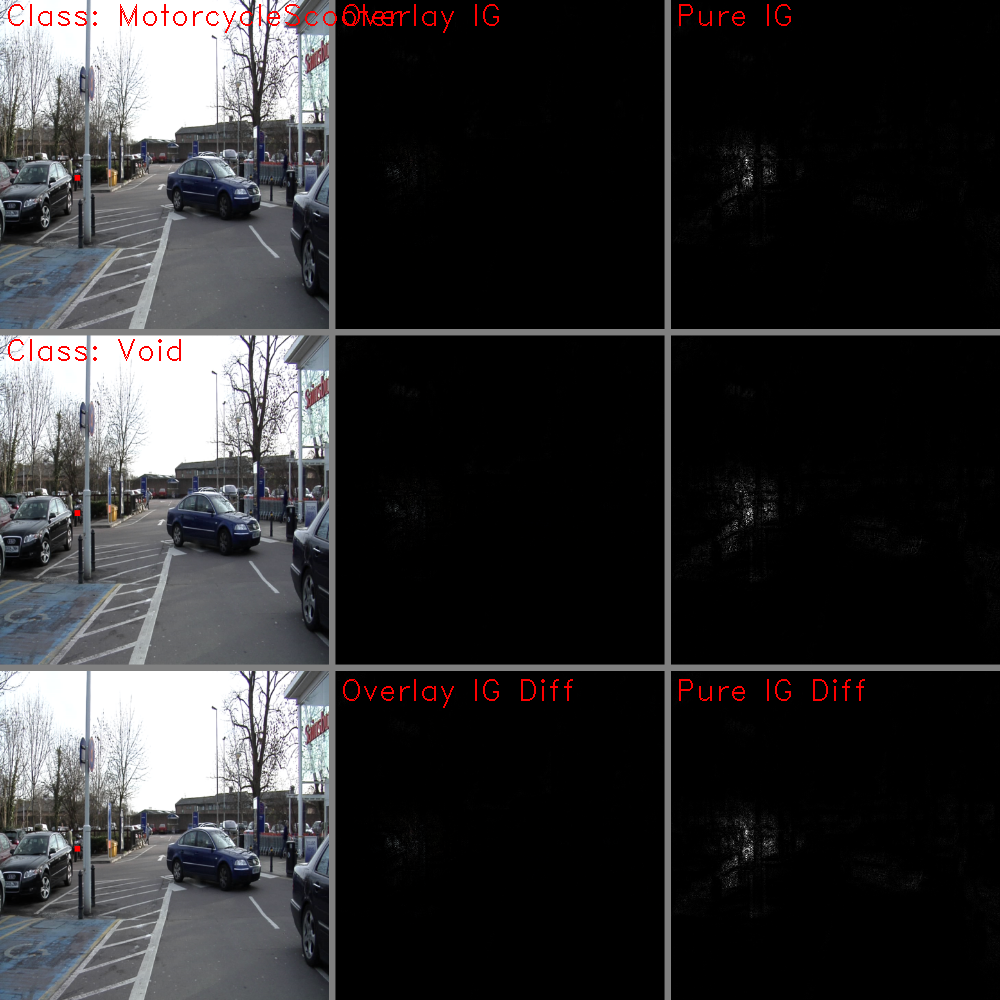 Class: MotorcycleScooter
Overlay IG
Pure IG
Class: Void
Overlay IG Diff
Pure IG Diff